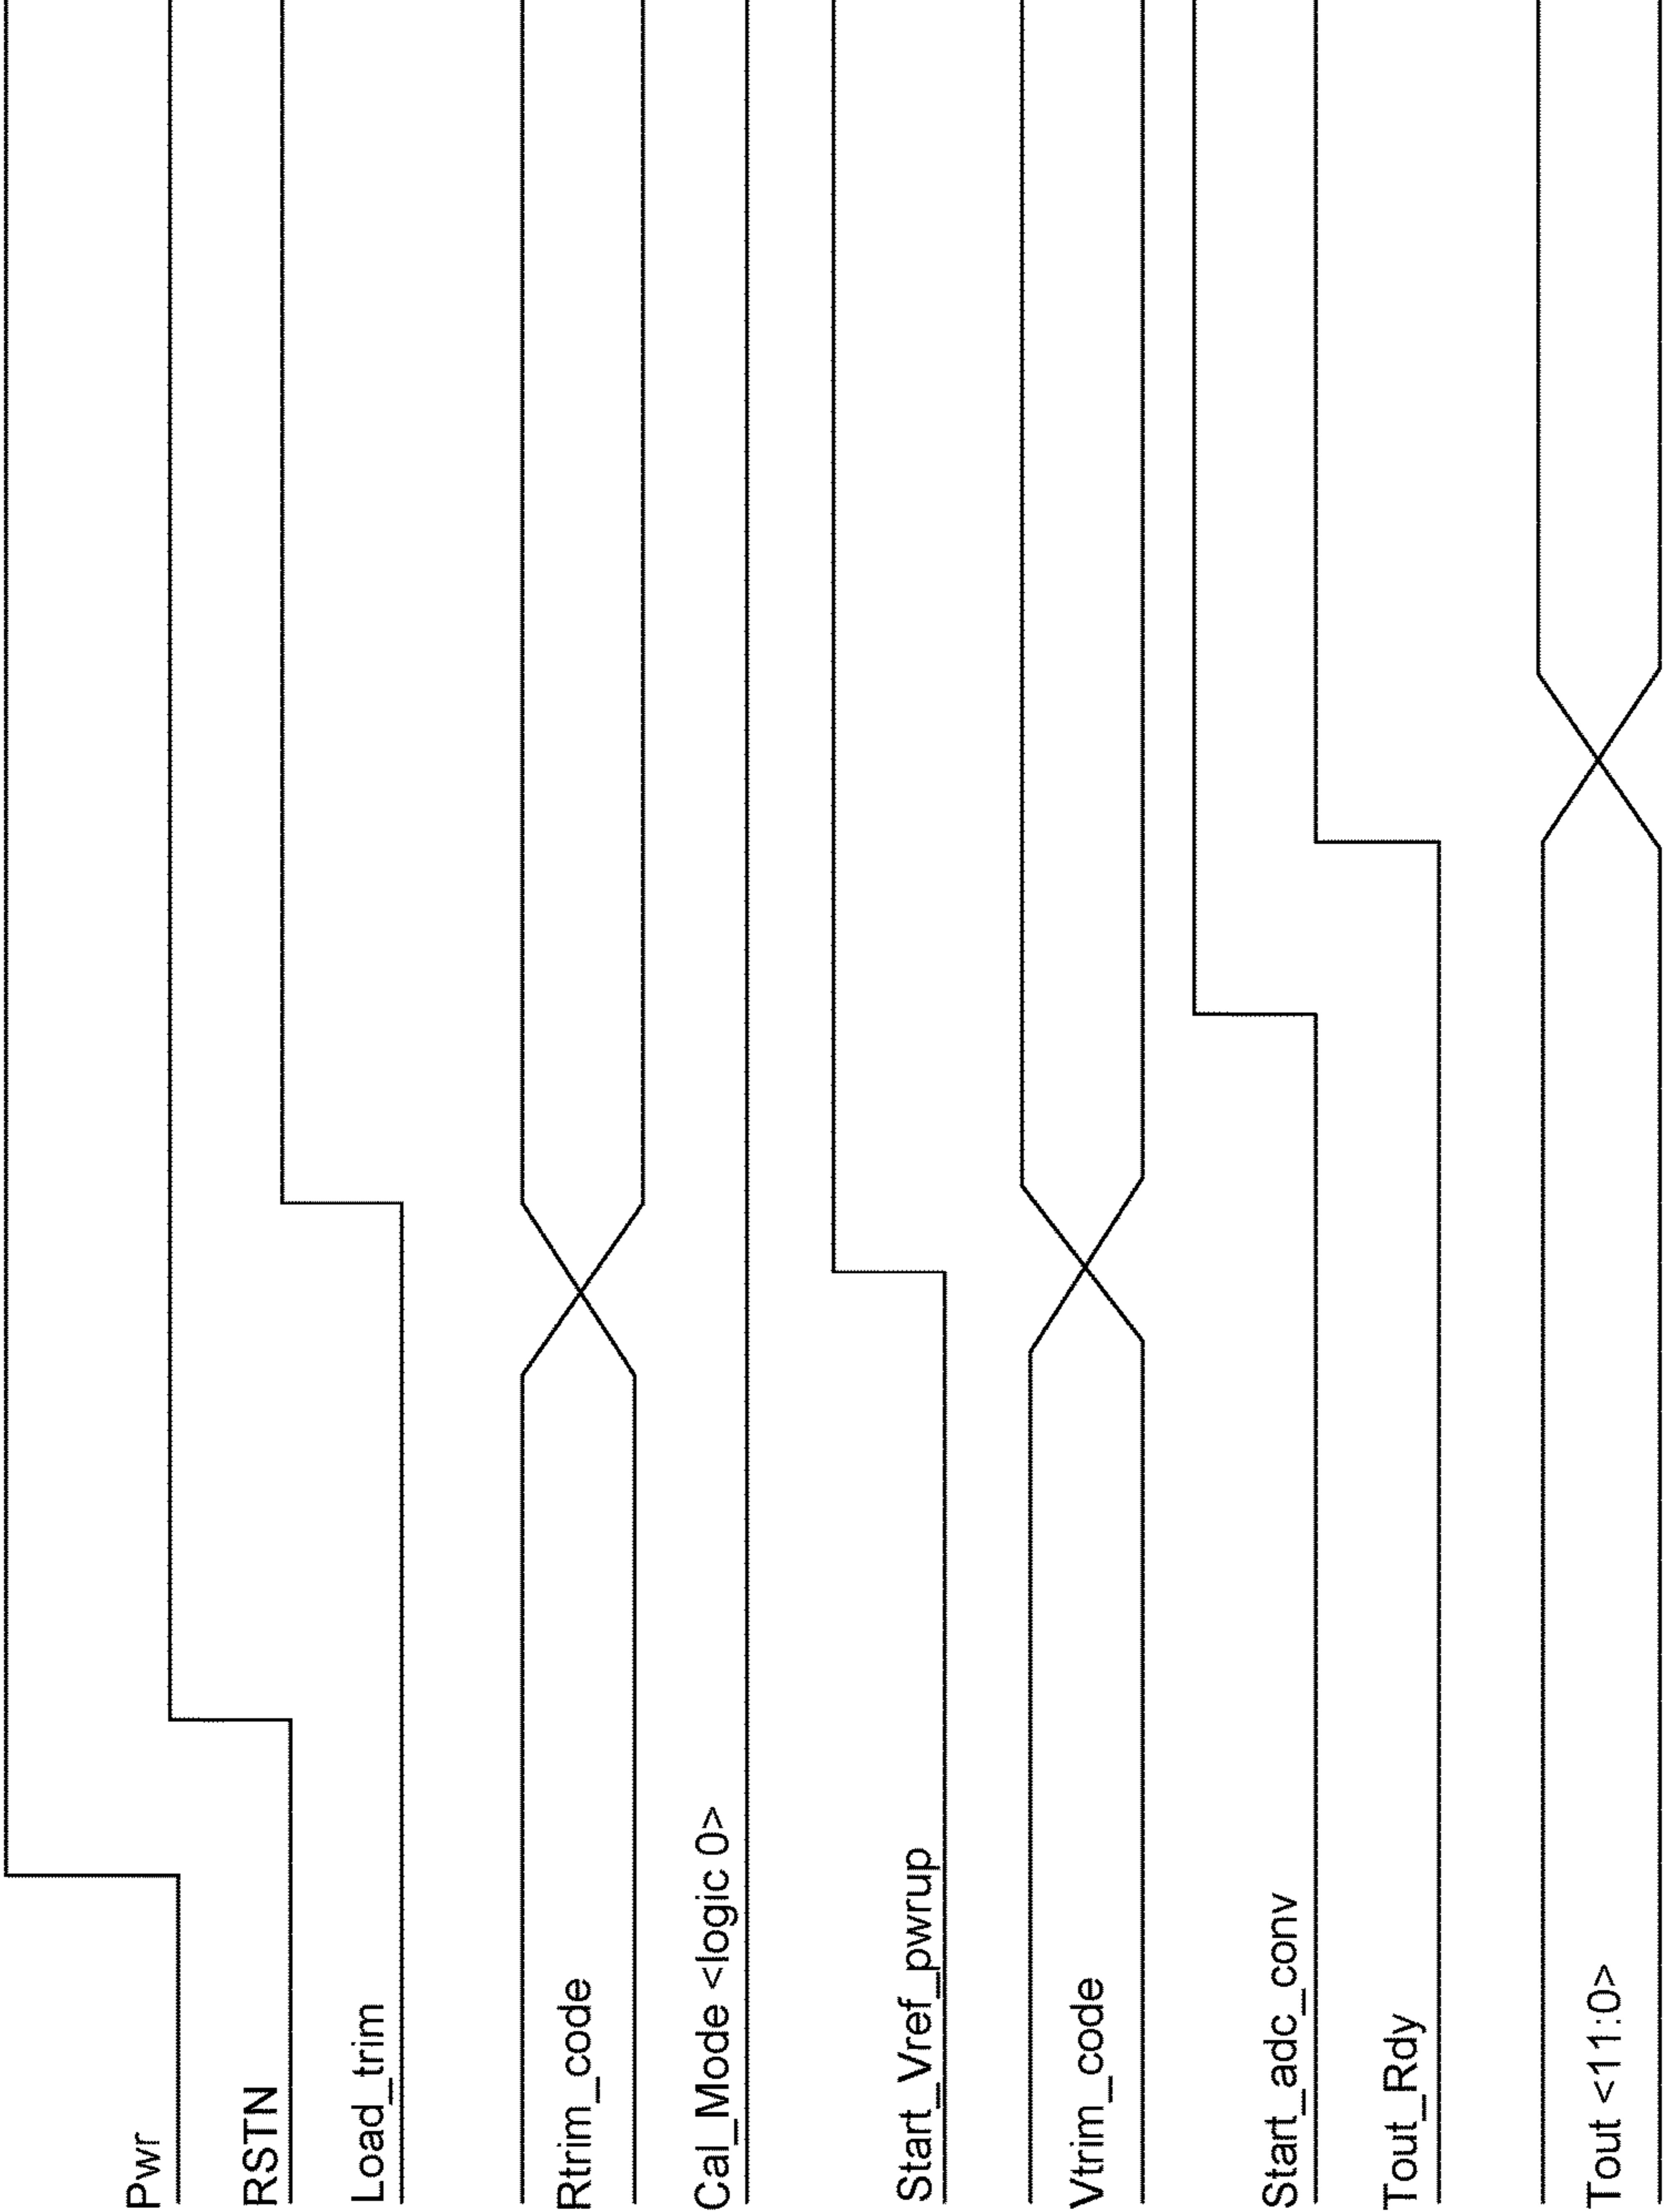 Pwr
RSTN
Load_trim
Rtrim_code
Cal_Mode <logic 0>
Start_Vref_pwrup
Vtrim_code
Start_adc_conv
Tout_Rdy
Tout <11:0>